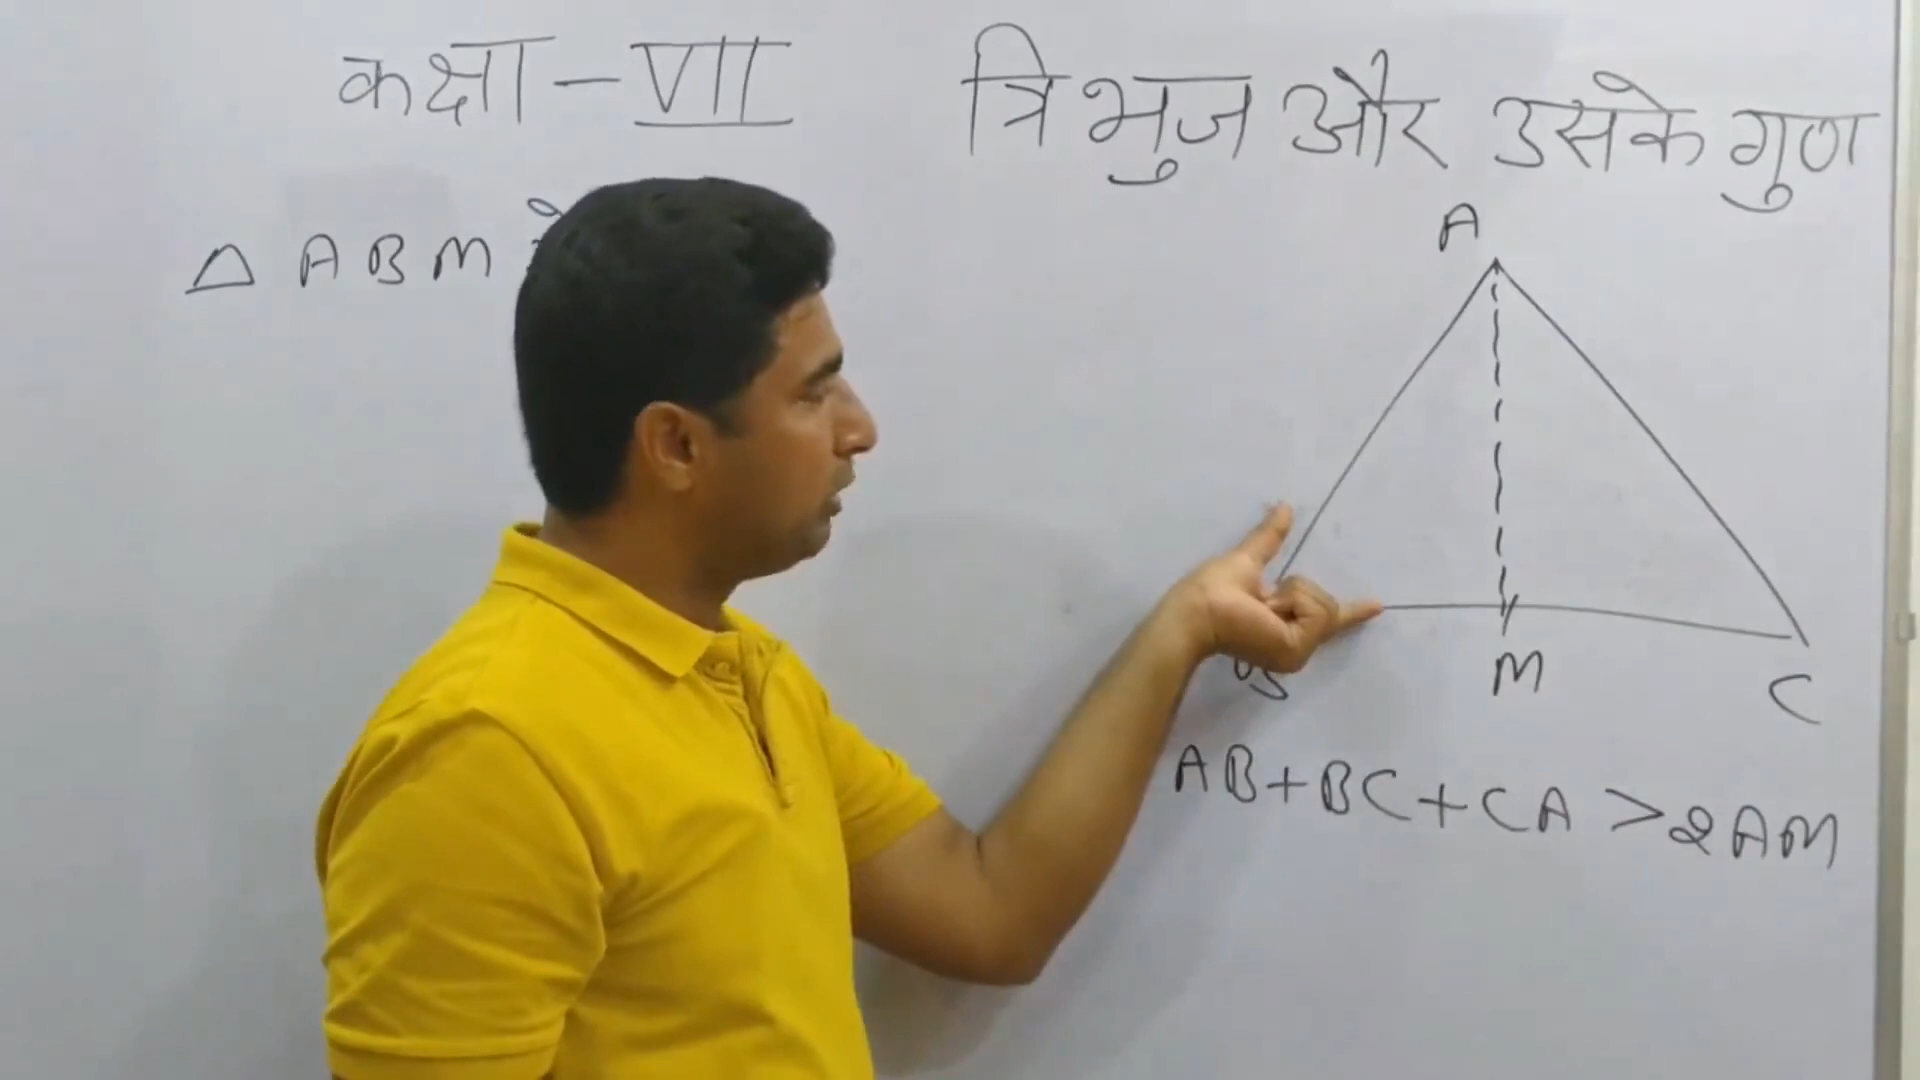 कक्षा - VII
त्रिभुज और उसके गुण
△ ABM
A
B
M
C
AB+BC+CA > 2AM